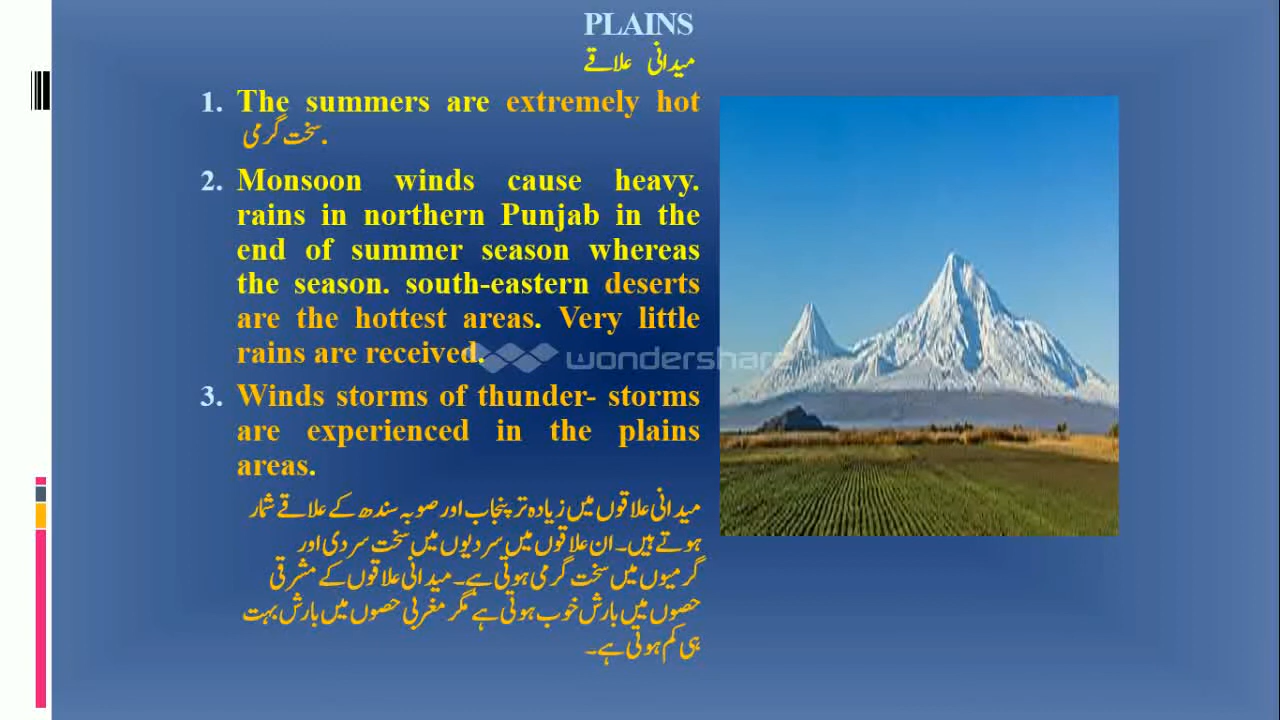 PLAINS
میدانی علاقے
1. The summers are extremely hot
سخت گرمی.
2. Monsoon winds cause heavy.
rains in northern Punjab in the
end of summer season whereas
the season. south-eastern deserts
are the hottest areas. Very little
rains are received.
wondershare
3. Winds storms of thunder- storms
are experienced in the plains
areas.
میدانی علاقوں میں زیادہ تر پنجاب اور صوبہ سندھ کے علاقے شمار
ہوتے ہیں۔ ان علاقوں میں سردیوں میں سخت سردی اور
گرمیوں میں سخت گرمی ہوتی ہے۔ میدانی علاقوں کے مشرقی
حصوں میں بارش خوب ہوتی ہے مگر مغربی حصوں میں بارش بہت
ہی کم ہوتی ہے۔